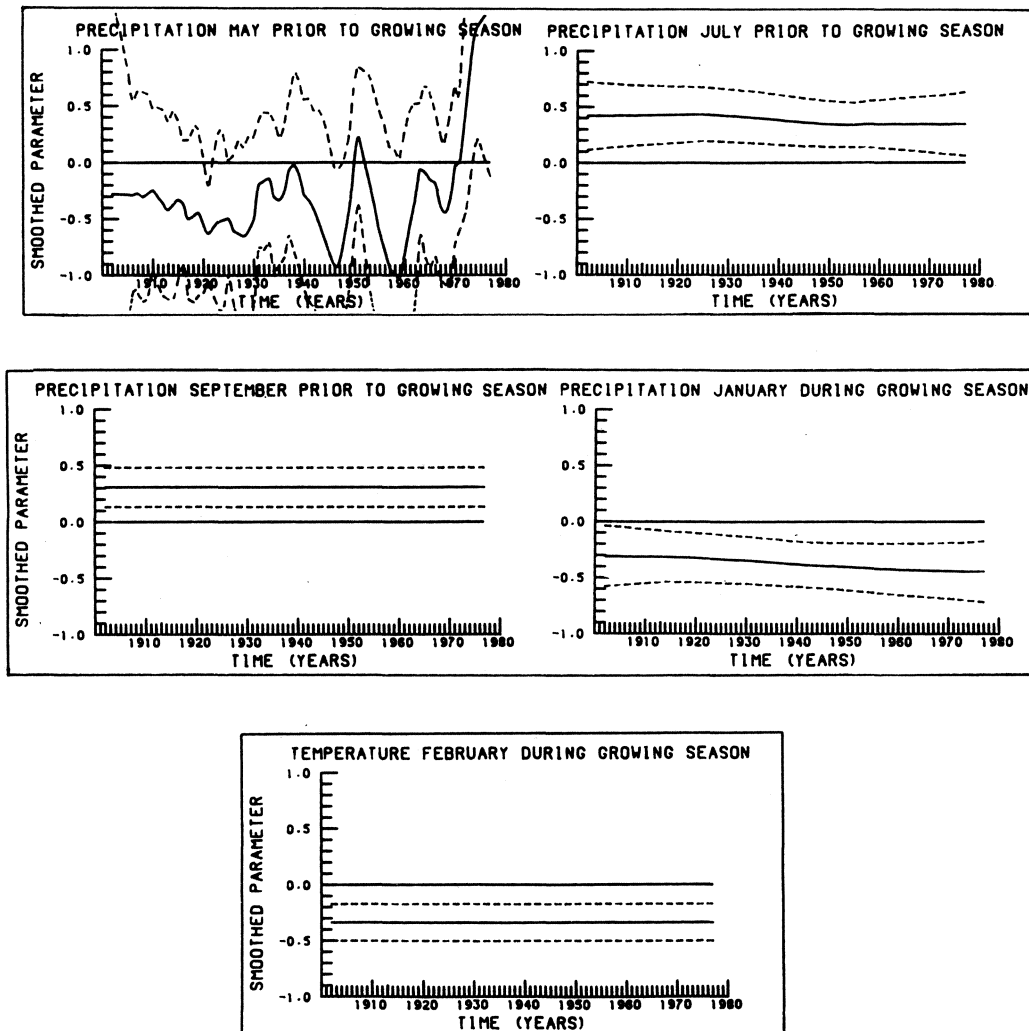 PRECIPITATION MAY PRIOR TO GROWING SEASON
1.0
0.5
0.0
-0.5
-1.0
SMOOTHED PARAMETER
1910 1920 1930 1940 1950 1960 1970 1980
TIME (YEARS)
PRECIPITATION JULY PRIOR TO GROWING SEASON
1.0
0.5
0.0
-0.5
-1.0
1910 1920 1930 1940 1950 1960 1970 1980
TIME (YEARS)
PRECIPITATION SEPTEMBER PRIOR TO GROWING SEASON
1.0
0.5
0.0
-0.5
-1.0
SMOOTHED PARAMETER
1910 1920 1930 1940 1950 1960 1970 1980
TIME (YEARS)
PRECIPITATION JANUARY DURING GROWING SEASON
1.0
0.5
0.0
-0.5
-1.0
1910 1920 1930 1940 1950 1960 1970 1980
TIME (YEARS)
TEMPERATURE FEBRUARY DURING GROWING SEASON
1.0
0.5
0.0
-0.5
-1.0
SMOOTHED PARAMETER
1910 1920 1930 1940 1950 1960 1970 1980
TIME (YEARS)